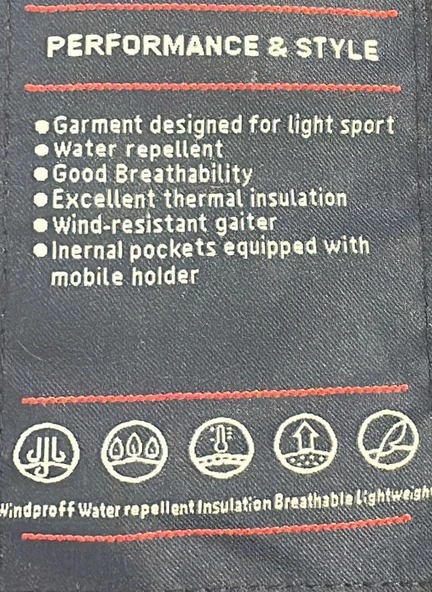 PERFORMANCE & STYLE
● Garment designed for light sport
● Water repellent
● Good Breathability
● Excellent thermal insulation
● Wind-resistant gaiter
● Inernal pockets equipped with
mobile holder
Windproff Water repellent Insulation Breathable Lightweight